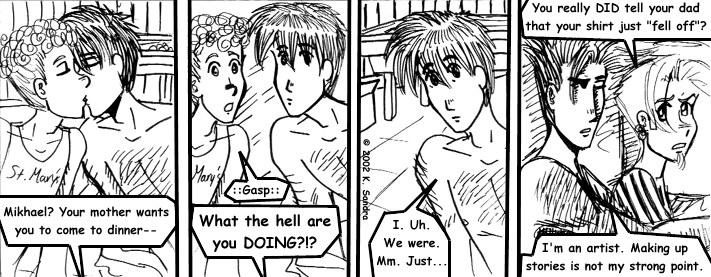 St. Mary's
Mikhael? Your mother wants
you to come to dinner--
Mary's
::Gasp::
What the hell are
you DOING?!?
© 2002 K. Sandra
I. Uh.
We were.
Mm. Just...
You really DID tell your dad
that your shirt just "fell off"?
I'm an artist. Making up
stories is not my strong point.